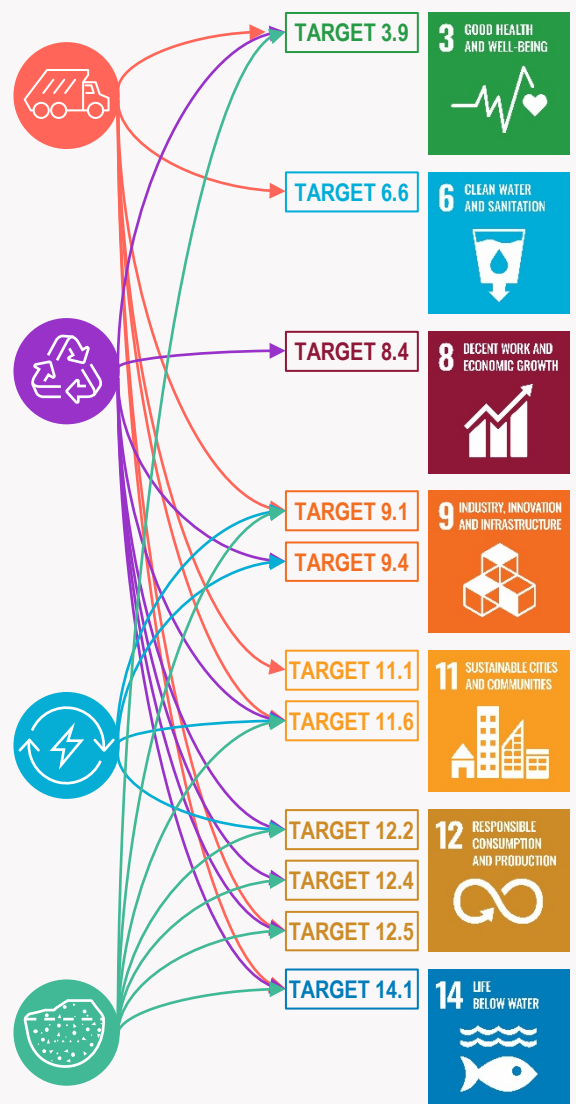 TARGET 3.9
3 GOOD HEALTH
AND WELL-BEING
TARGET 6.6
6 CLEAN WATER
AND SANITATION
TARGET 8.4
8 DECENT WORK AND
ECONOMIC GROWTH
TARGET 9.1
9 INDUSTRY, INNOVATION
AND INFRASTRUCTURE
TARGET 9.4
TARGET 11.1
11 SUSTAINABLE CITIES
AND COMMUNITIES
TARGET 11.6
TARGET 12.2
12 RESPONSIBLE
CONSUMPTION
AND PRODUCTION
TARGET 12.4
TARGET 12.5
TARGET 14.1
14 LIFE
BELOW WATER